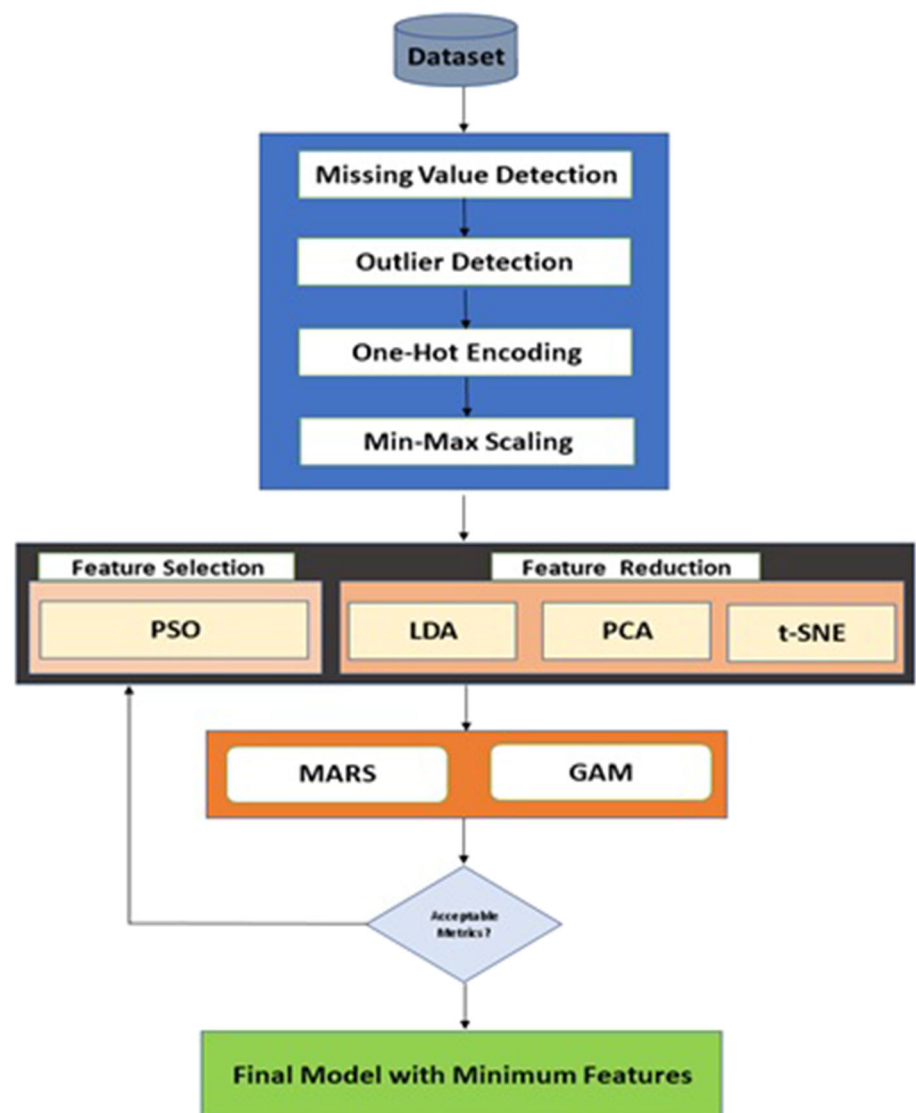 Dataset
Missing Value Detection
Outlier Detection
One-Hot Encoding
Min-Max Scaling
Feature Selection
Feature Reduction
PSO
LDA
PCA
t-SNE
MARS
GAM
Acceptable
Metrics?
Final Model with Minimum Features